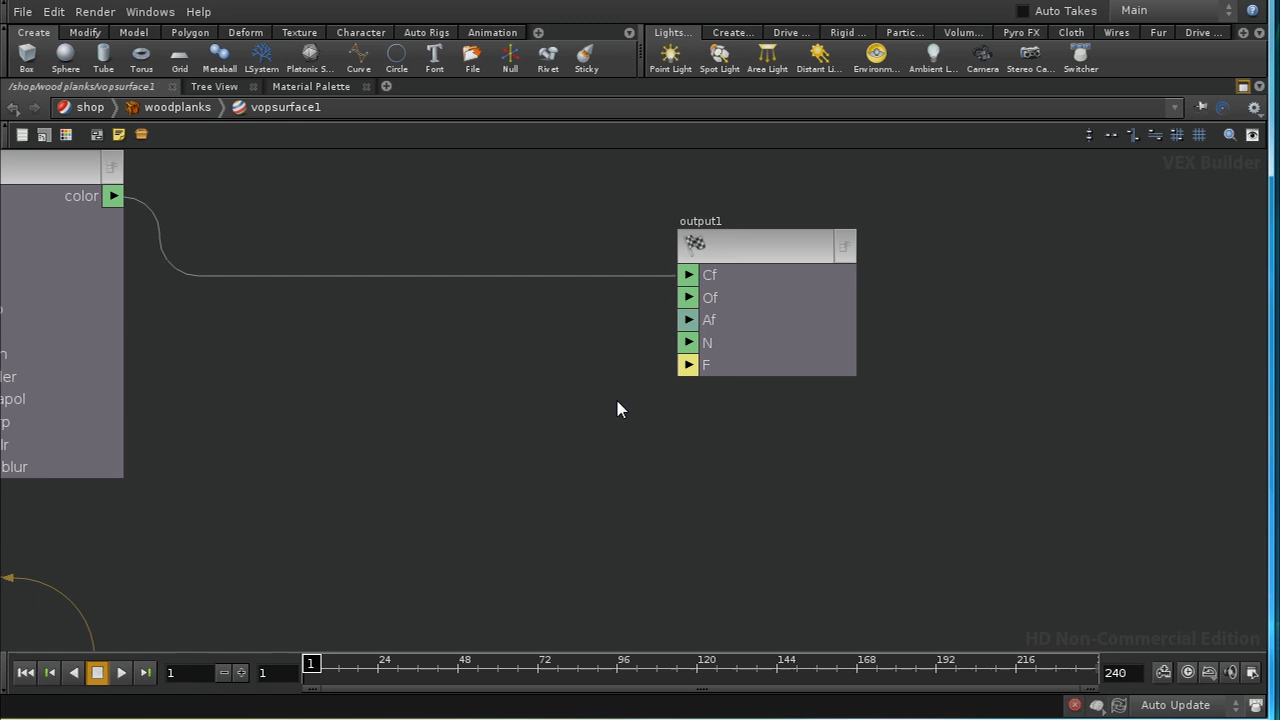 File Edit Render Windows Help Auto Takes Main
Create Modify Model Polygon Deform Texture Character Auto Rigs Animation Lights... Create... Drive ... Rigid ... Partic... Volum... Pyro FX Cloth Wires Fur Drive ...
Box Sphere Tube Torus Grid Metaball LSystem Platonic S... Curve Circle Font File Null Rivet Sticky Point Light Spot Light Area Light Distant Li... Environm... Ambient L... Camera Stereo Ca... Switcher
/shop/woodplanks/vopsurface1 Tree View Material Palette
shop woodplanks vopsurface1
VEX Builder
color
output1
Cf
Of
Af
N
F
n
ler
apol
rp
lr
blur
HD Non-Commercial Edition
1 1 1 24 48 72 96 120 144 168 192 216 240
Auto Update